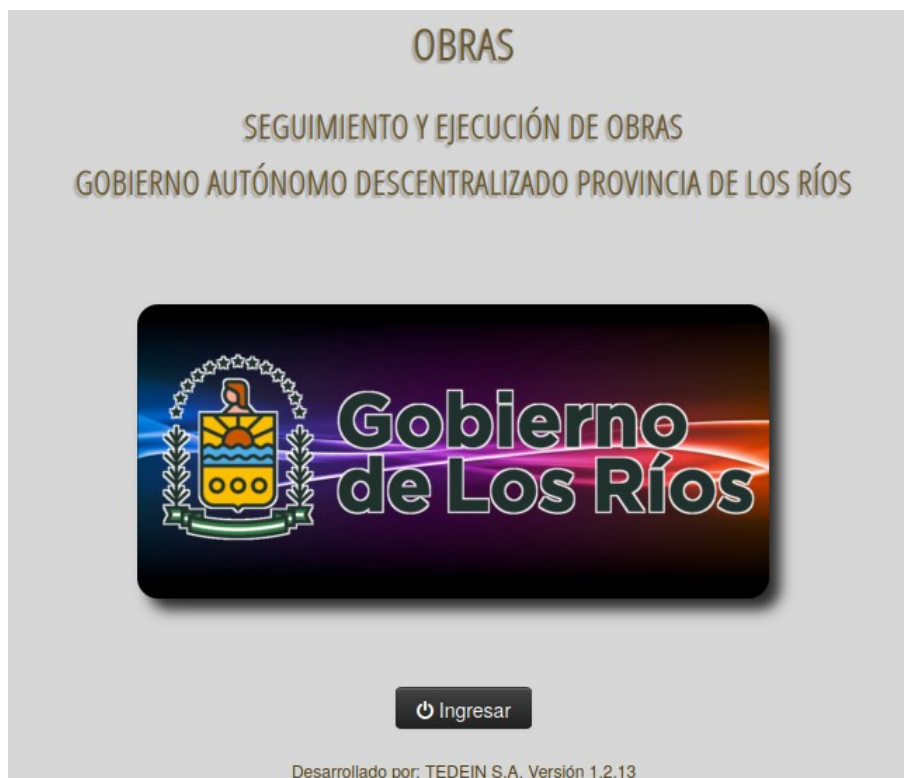 OBRAS
SEGUIMIENTO Y EJECUCIÓN DE OBRAS
GOBIERNO AUTÓNOMO DESCENTRALIZADO PROVINCIA DE LOS RÍOS
Gobierno
de Los Ríos
Ingresar
Desarrollado por: TEDEIN S.A. Versión 1.2.13